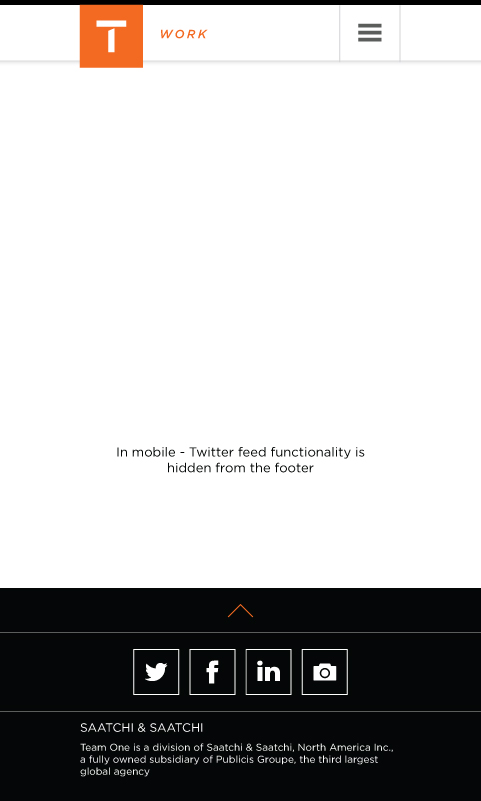 T
WORK
In mobile - Twitter feed functionality is
hidden from the footer
f
in
SAATCHI & SAATCHI
Team One is a division of Saatchi & Saatchi, North America Inc.,
a fully owned subsidiary of Publicis Groupe, the third largest
global agency